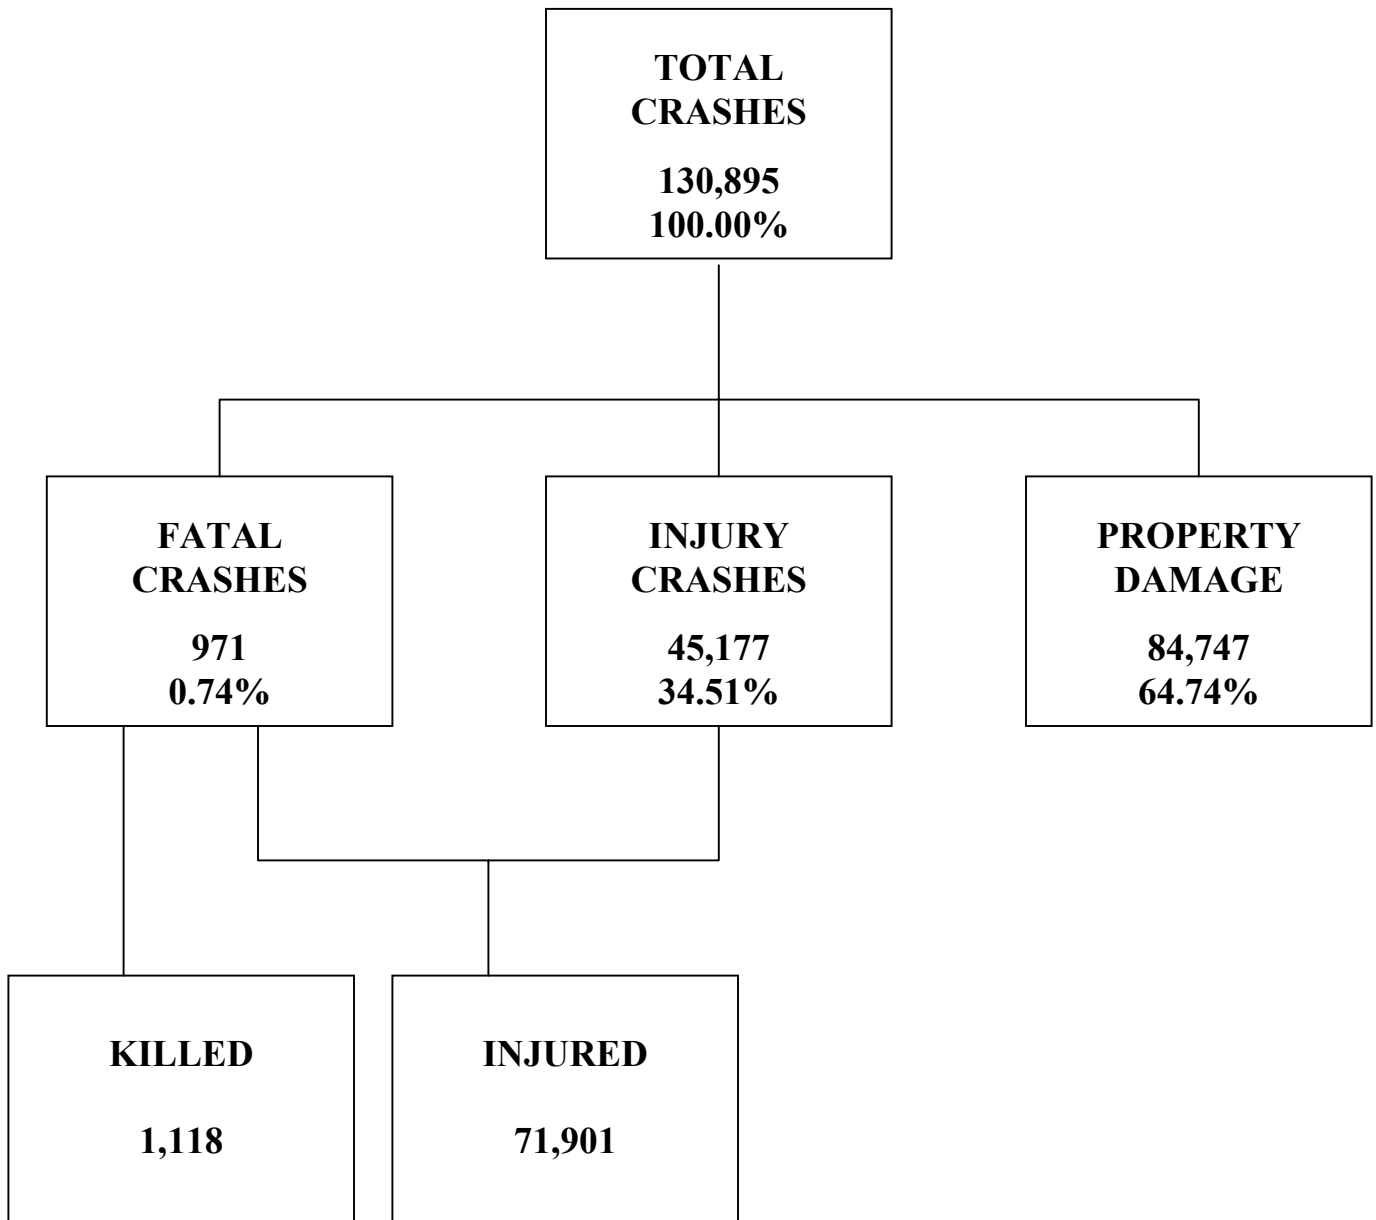 TOTAL
CRASHES
130,895
100.00%
FATAL
CRASHES
971
0.74%
INJURY
CRASHES
45,177
34.51%
PROPERTY
DAMAGE
84,747
64.74%
KILLED
1,118
INJURED
71,901